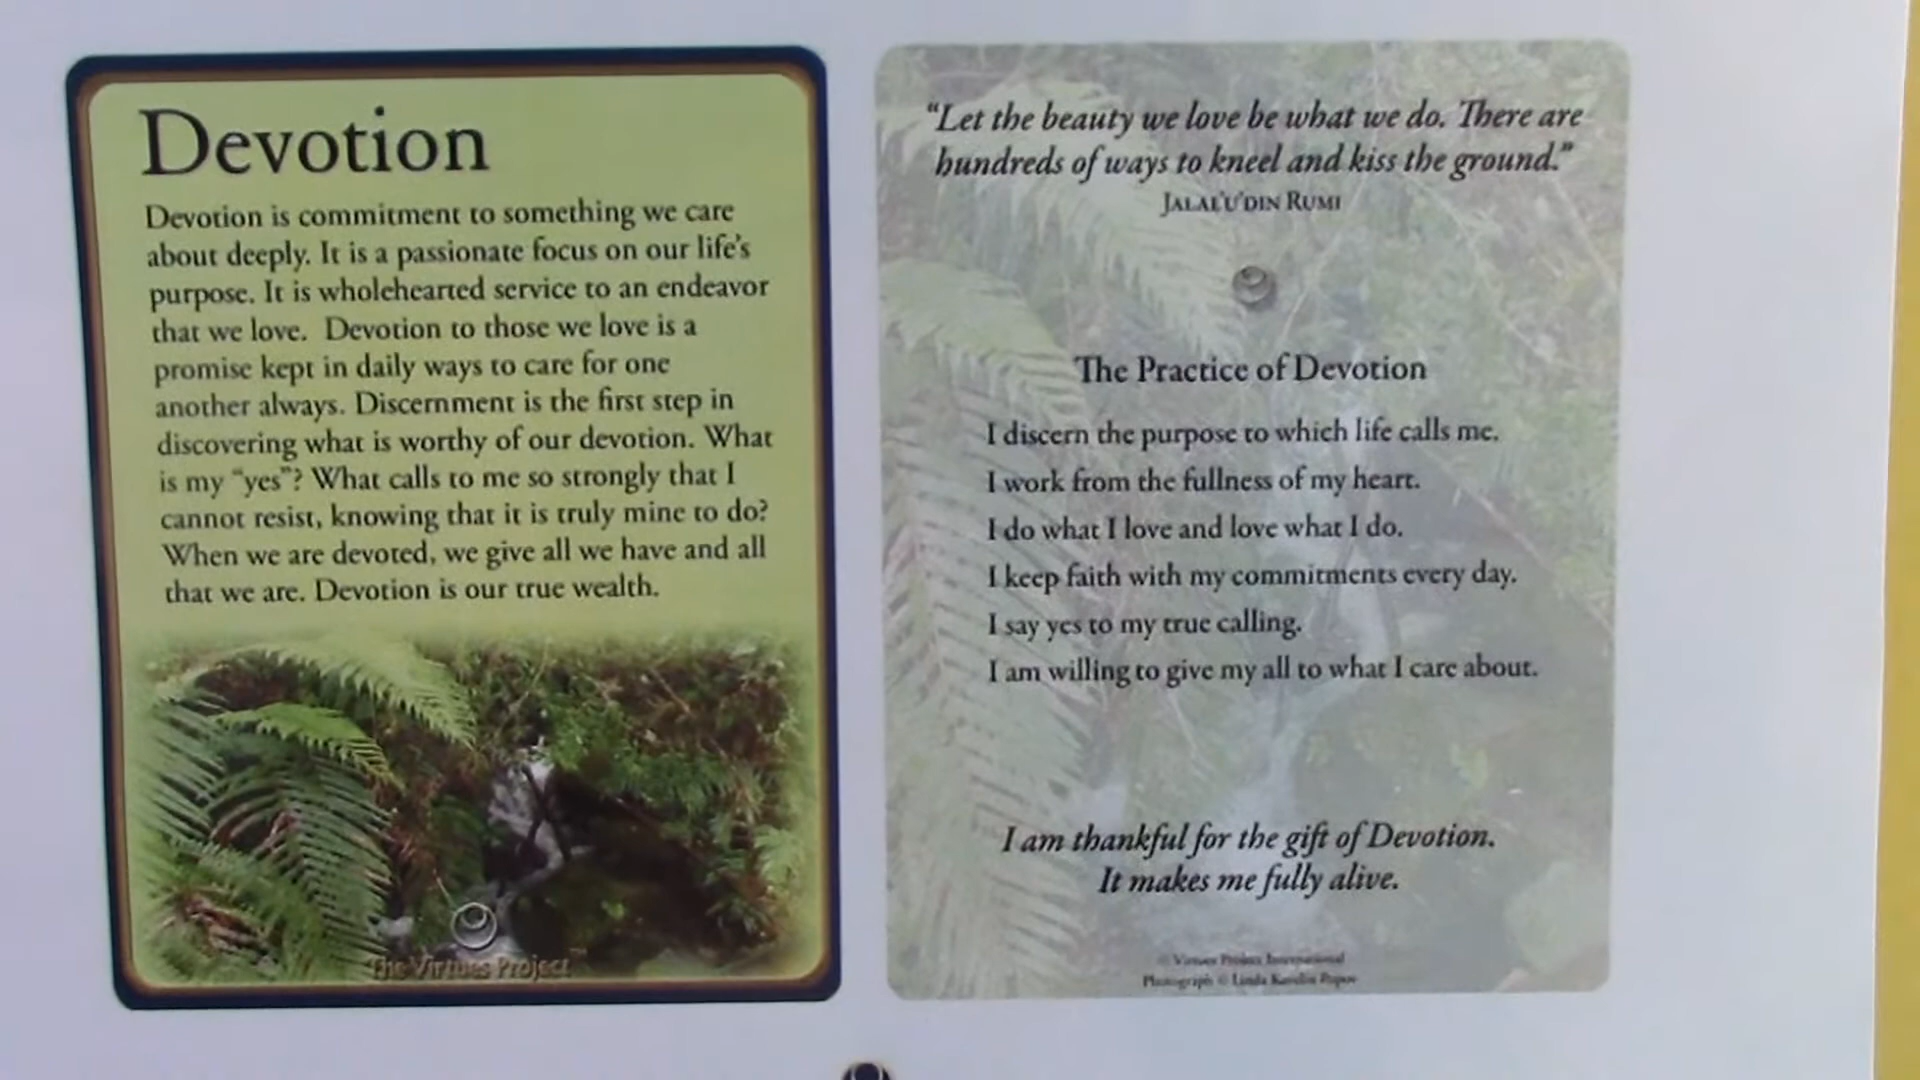 Devotion
Devotion is commitment to something we care
about deeply. It is a passionate focus on our life's
purpose. It is wholehearted service to an endeavor
that we love. Devotion to those we love is a
promise kept in daily ways to care for one
another always. Discernment is the first step in
discovering what is worthy of our devotion. What
is my “yes”? What calls to me so strongly that I
cannot resist, knowing that it is truly mine to do?
When we are devoted, we give all we have and all
that we are. Devotion is our true wealth.
The Virtues Project
“Let the beauty we love be what we do. There are
hundreds of ways to kneel and kiss the ground.”
JALAL'U'DIN RUMI
The Practice of Devotion
I discern the purpose to which life calls me.
I work from the fullness of my heart.
I do what I love and love what I do.
I keep faith with my commitments every day.
I say yes to my true calling.
I am willing to give my all to what I care about.
I am thankful for the gift of Devotion.
It makes me fully alive.
© Virtues Project International
Photograph © Linda Kavelin Popov